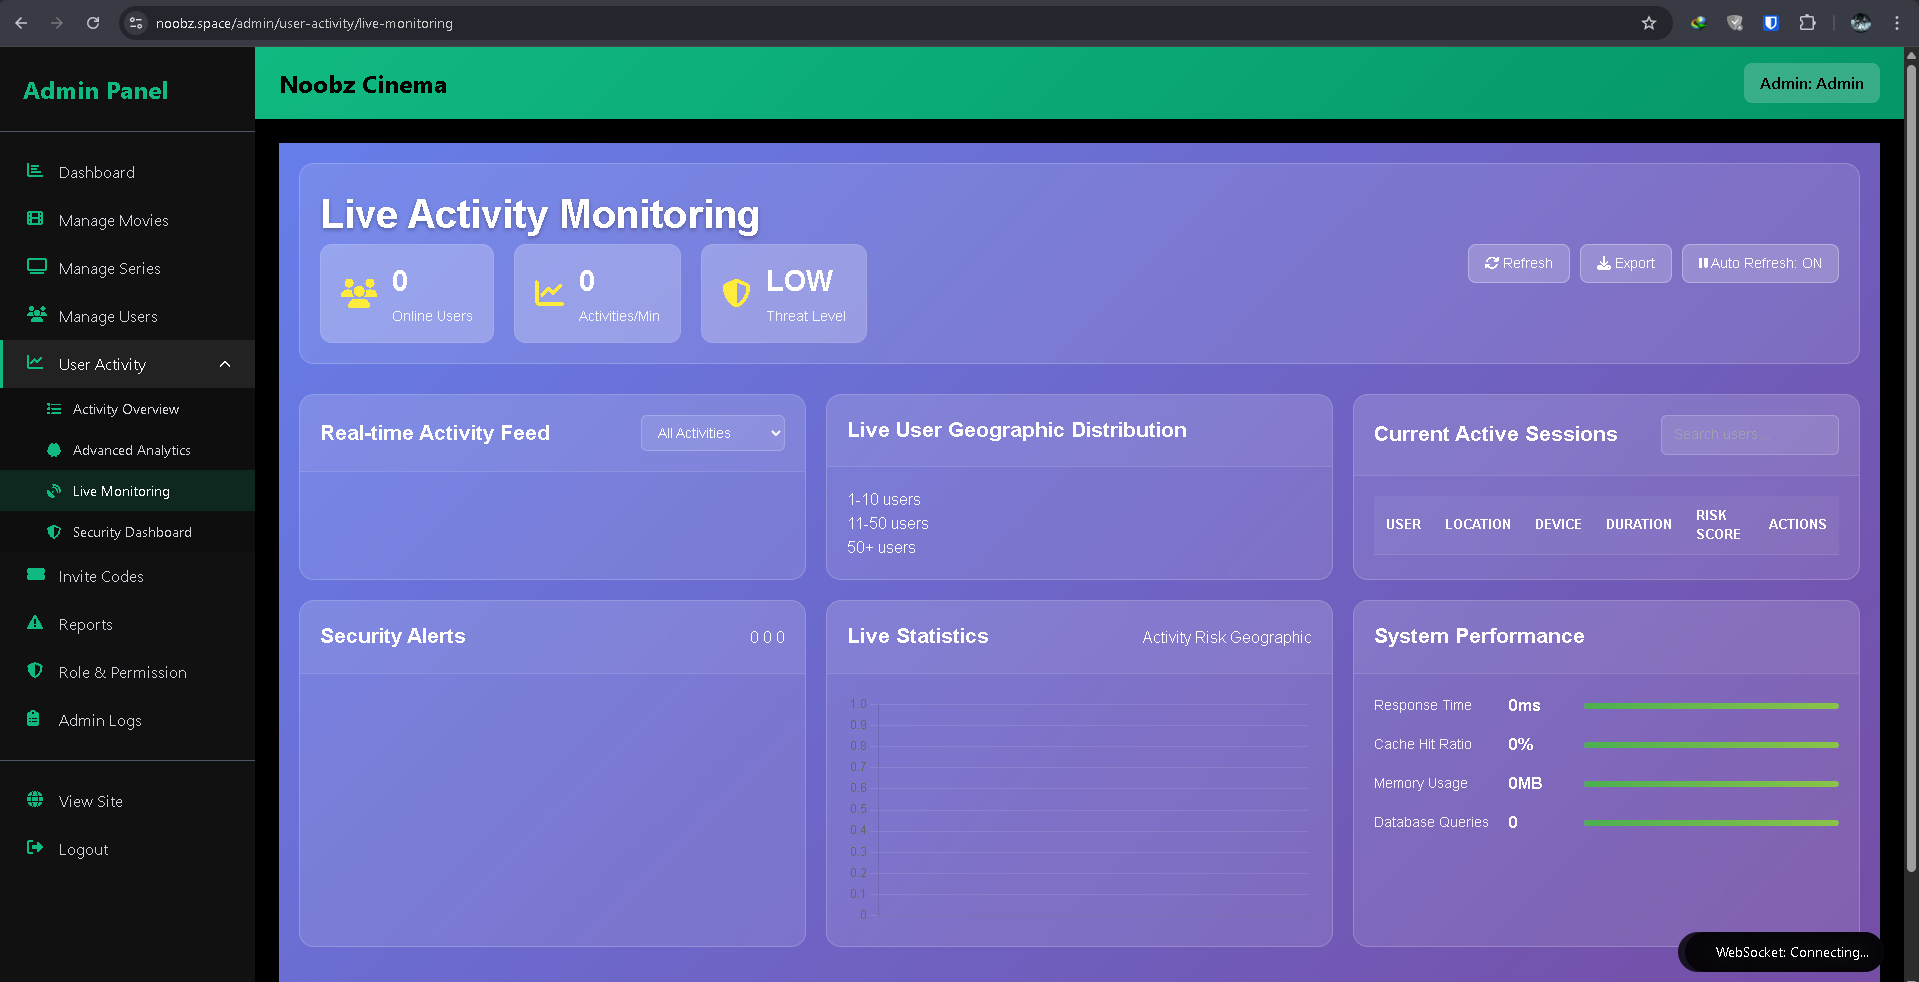 noobz.space/admin/user-activity/live-monitoring
Admin Panel
Noobz Cinema
Admin: Admin
Dashboard
Manage Movies
Manage Series
Manage Users
User Activity
Activity Overview
Advanced Analytics
Live Monitoring
Security Dashboard
Invite Codes
Reports
Role & Permission
Admin Logs
View Site
Logout
Live Activity Monitoring
0
Online Users
0
Activities/Min
LOW
Threat Level
Refresh
Export
Auto Refresh: ON
Real-time Activity Feed
All Activities
Live User Geographic Distribution
1-10 users
11-50 users
50+ users
Current Active Sessions
Search users...
USER LOCATION DEVICE DURATION RISK SCORE ACTIONS
Security Alerts
0 0 0
Live Statistics
Activity Risk Geographic
1.0
0.9
0.8
0.7
0.6
0.5
0.4
0.3
0.2
0.1
0
System Performance
Response Time 0ms
Cache Hit Ratio 0%
Memory Usage 0MB
Database Queries 0
WebSocket: Connecting...